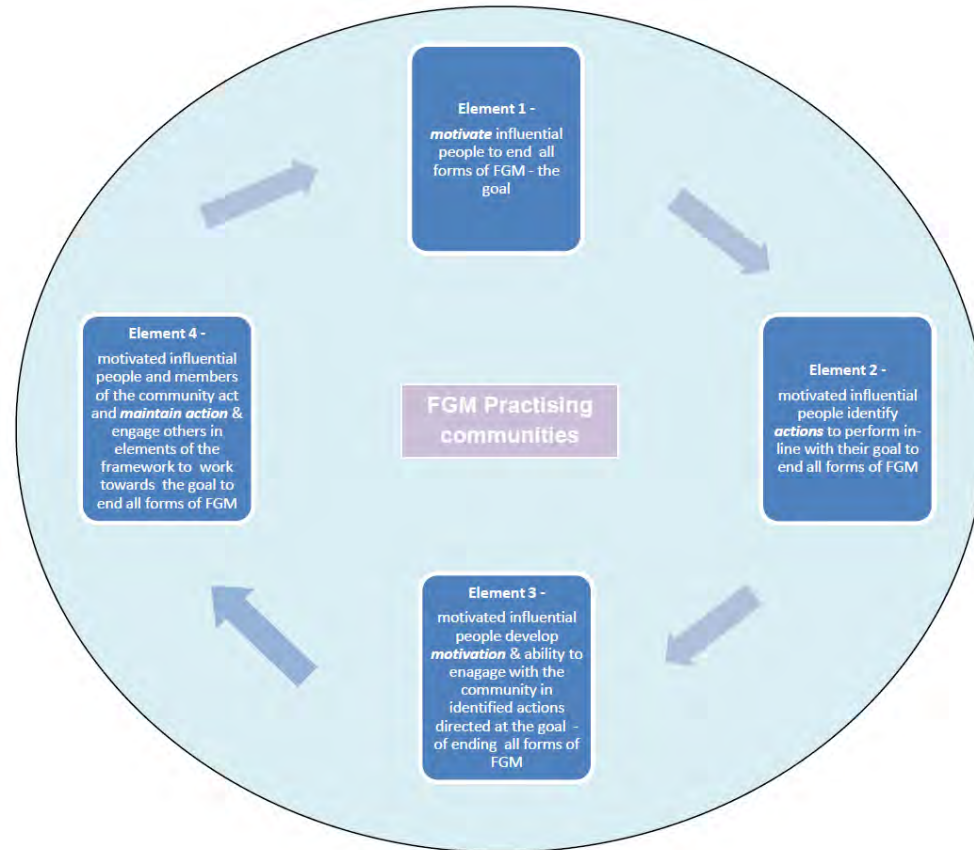 Element 1 -
motivate influential
people to end all
forms of FGM - the
goal
Element 2 -
motivated influential
people identify
actions to perform in-
line with their goal to
end all forms of FGM
Element 3 -
motivated influential
people develop
motivation & ability to
enagage with the
community in
identified actions
directed at the goal -
of ending all forms of
FGM
Element 4 -
motivated influential
people and members
of the community act
and maintain action &
engage others in
elements of the
framework to work
towards the goal to
end all forms of FGM
FGM Practising
communities